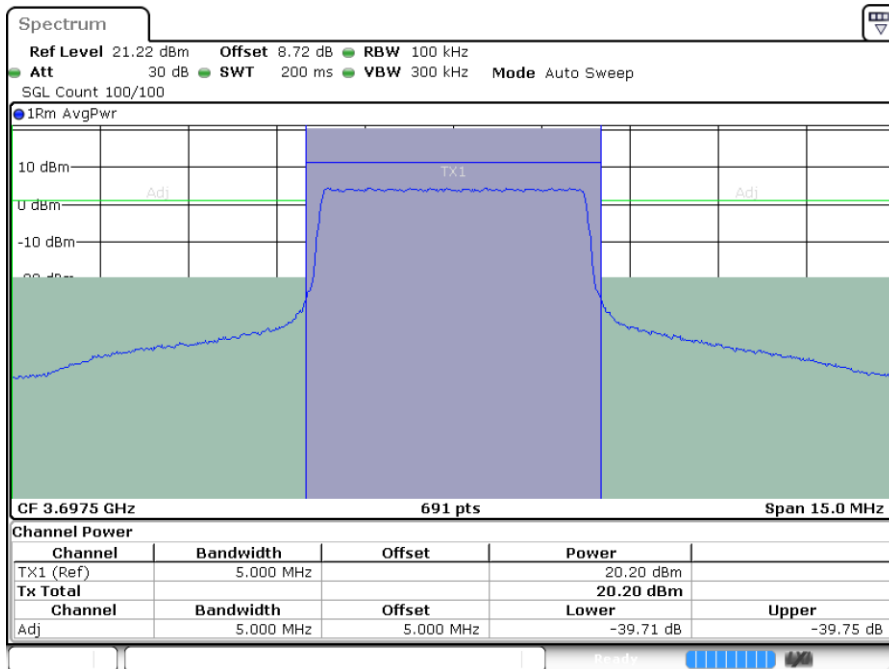 Spectrum
Ref Level 21.22 dBm Offset 8.72 dB RBW 100 kHz
Att 30 dB SWT 200 ms VBW 300 kHz Mode Auto Sweep
SGL Count 100/100
1Rm AvgPwr
10 dBm
TX1
Adj Adj
0 dBm
-10 dBm
-20 dBm
CF 3.6975 GHz 691 pts Span 15.0 MHz
Channel Power
Channel Bandwidth Offset Power
TX1 (Ref) 5.000 MHz 20.20 dBm
Tx Total 20.20 dBm
Channel Bandwidth Offset Lower Upper
Adj 5.000 MHz 5.000 MHz -39.71 dB -39.75 dB
Ready